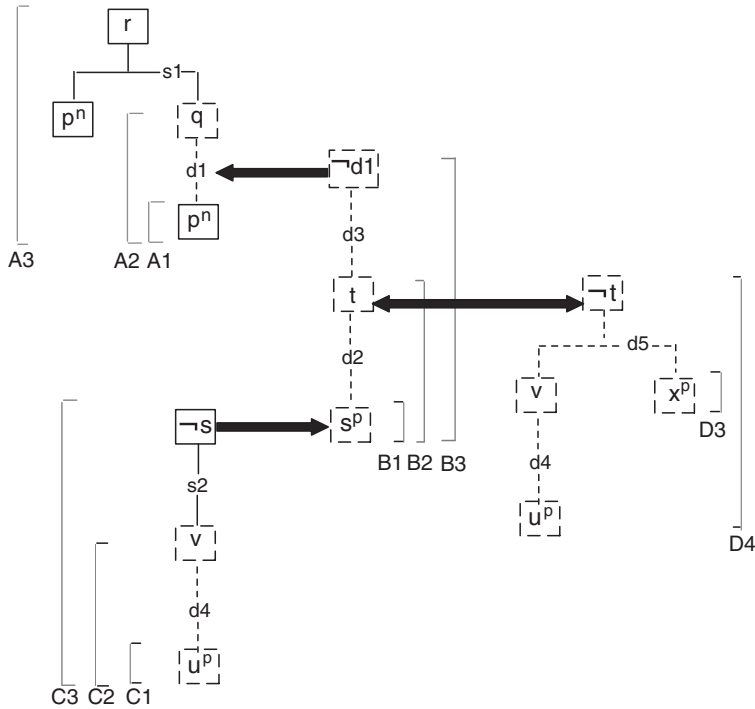 r
s1
pⁿ
q
d1
¬d1
pⁿ
d3
A3
A2
A1
t
¬t
d2
d5
v
xᵖ
¬s
sᵖ
D3
B1
B2
B3
d4
s2
uᵖ
v
D4
d4
uᵖ
C3
C2
C1